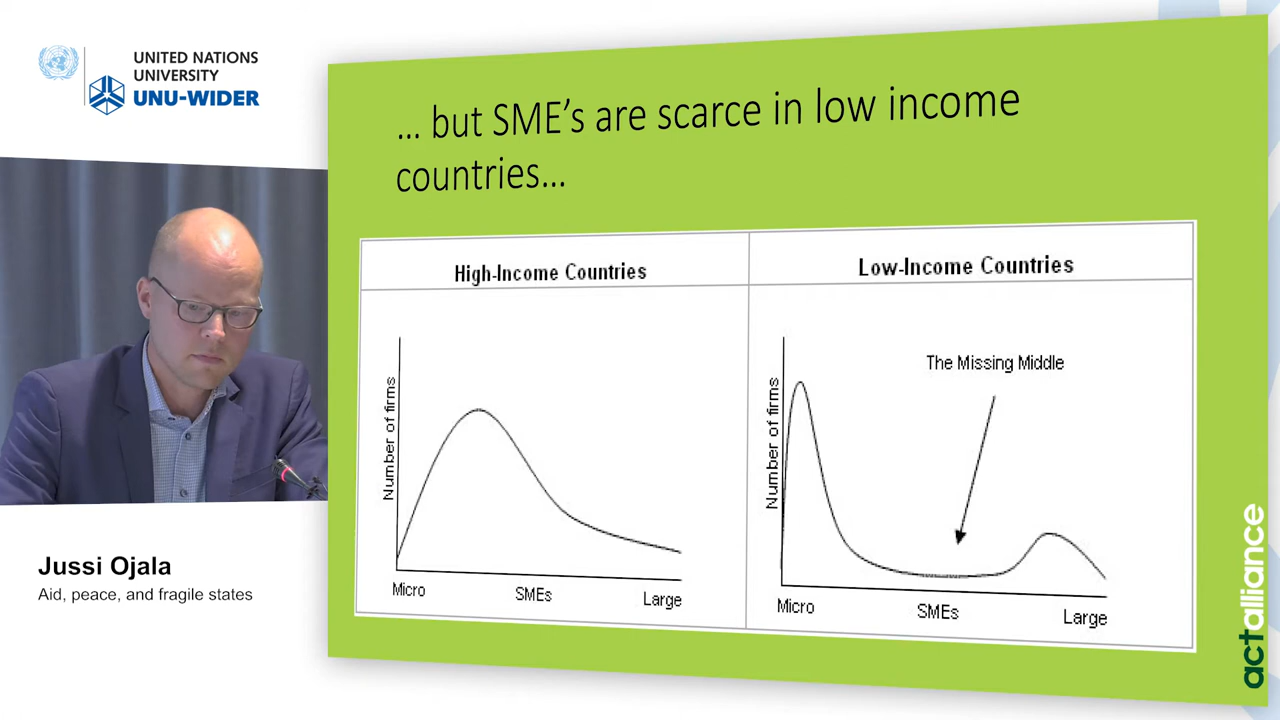 UNITED NATIONS
UNIVERSITY
UNU-WIDER
... but SME's are scarce in low income
countries...
High-Income Countries
Low-Income Countries
Number of firms
Micro
SMEs
Large
The Missing Middle
Number of firms
Micro
SMEs
Large
Jussi Ojala
Aid, peace, and fragile states
actalliance